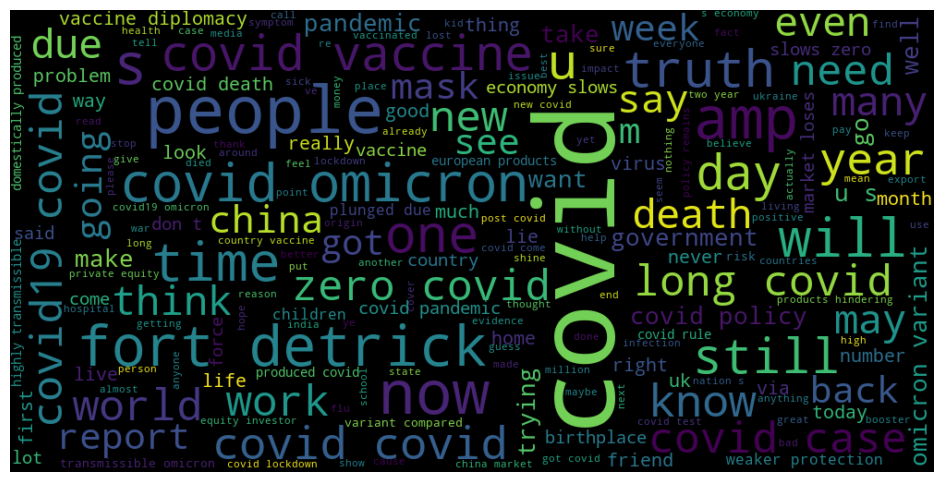 vaccine diplomacy
call
pandemic
kid
thing
take
week
s economy
even
find
due
symptom
health
case
media
tell
vaccinated
lost
re
s
covid vaccine
u
everyone
sure
fact
truth
slows zero
need
well
problem
covid death
sick
ve
money
place
mask
issue
best
impact
economy slows
say
two year
ukraine
many
domestically produced
way
people
good
new
see
new covid
m
amp
pay
keep
nothing
go
market loses
read
stop
thank
already
around
really
vaccine
yet
virus
believe
day
actually
year
please
give
look
died
feel
lockdown
european products
want
seem
policy remains
covid
going
covid omicron
point
covid19 omicron
don t
plunged due
much
post covid
without
help
living
positive
mean
export
u s
month
death
use
said
war
china
origin
got
one
lie
government
long
country vaccine
better
covid come
shine
never
risk
countries
will
make
time
private equity
put
another
country
end
products hindering
covid19 covid
come
think
reason
zero covid
cover
thought
long covid
hospital
getting
hope
children
covid pandemic
force
india
ye
evidence
home
done
covid policy
may
first highly transmissible
fort detrick
guess
covid rule
high
number
infection
right
still
omicron variant
live
person
anyone
produced covid
made
state
now
million
uk
nation s
via
almost
life
school
flu
trying
maybe
next
know
anything
back
world
work
great
booster
today
equity investor
variant compared
birthplace
covid test
report
covid covid
got covid
friend
covid case
bad
weaker protection
lot
transmissible omicron
covid lockdown
show
cause
china market